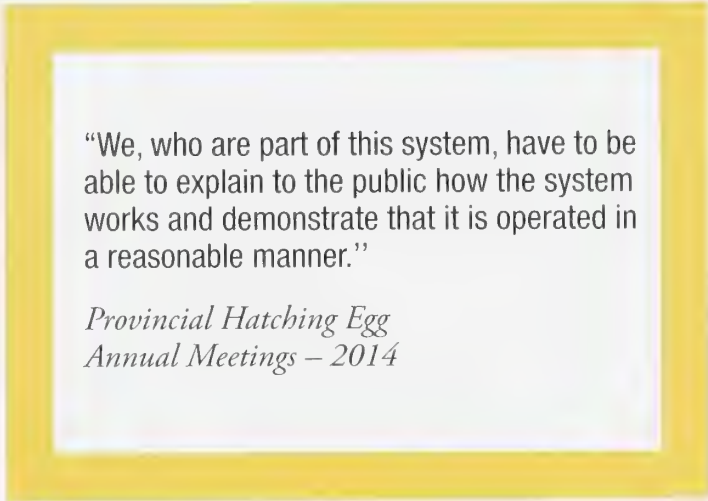 “We, who are part of this system, have to be
able to explain to the public how the system
works and demonstrate that it is operated in
a reasonable manner.’’
Provincial Hatching Egg
Annual Meetings – 2014